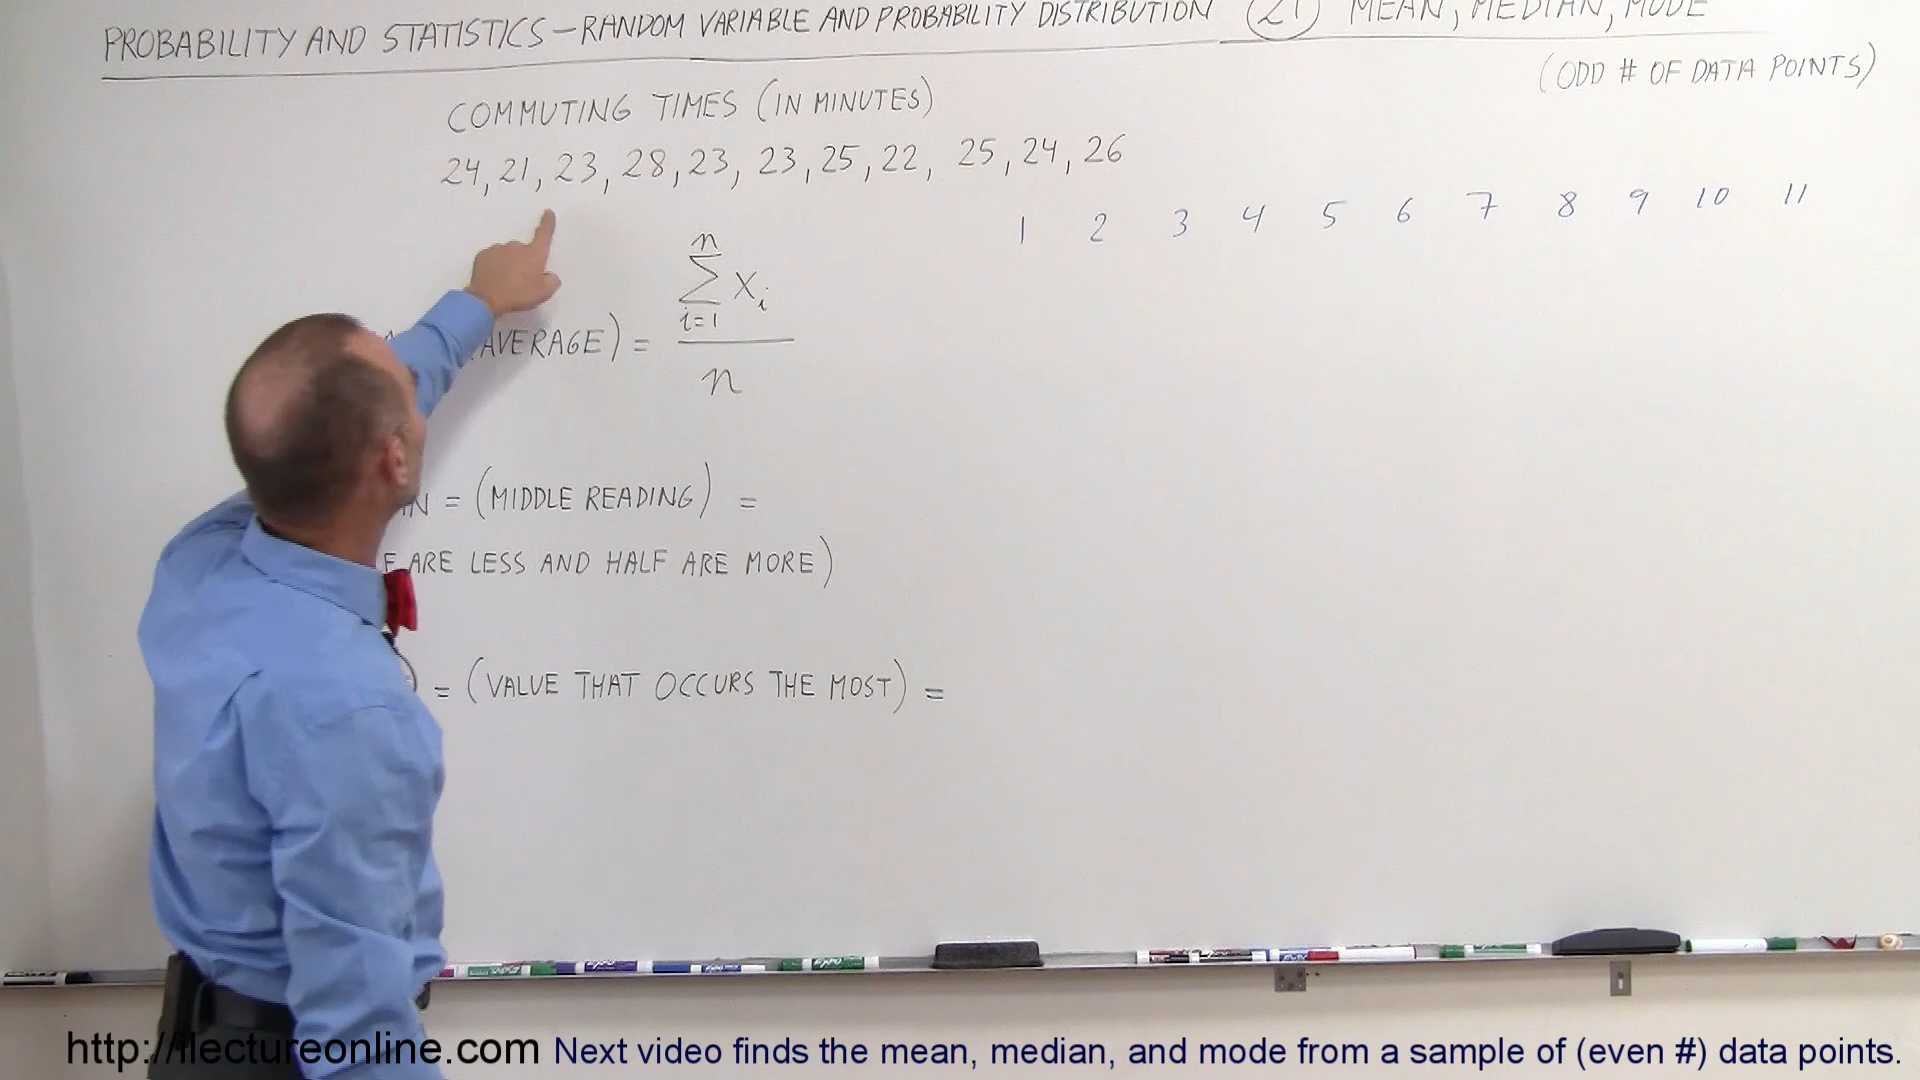 PROBABILITY AND STATISTICS – RANDOM VARIABLE AND PROBABILITY DISTRIBUTION 21 MEAN, MEDIAN, MODE
(ODD # OF DATA POINTS)
COMMUTING TIMES (IN MINUTES)
24, 21, 23, 28, 23, 23, 25, 22, 25, 24, 26
1 2 3 4 5 6 7 8 9 10 11
n
∑ Xi
i=1
(AVERAGE) =
n
= (MIDDLE READING) =
ARE LESS AND HALF ARE MORE)
= (VALUE THAT OCCURS THE MOST) =
http://ilectureonline.com Next video finds the mean, median, and mode from a sample of (even #) data points.